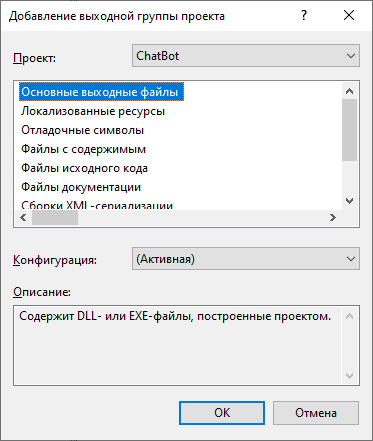 Добавление выходной группы проекта
?
Проект:
ChatBot
Основные выходные файлы
Локализованные ресурсы
Отладочные символы
Файлы с содержимым
Файлы исходного кода
Файлы документации
Сборки XML-сериализации
Конфигурация:
(Активная)
Описание:
Содержит DLL- или EXE-файлы, построенные проектом.
OK
Отмена